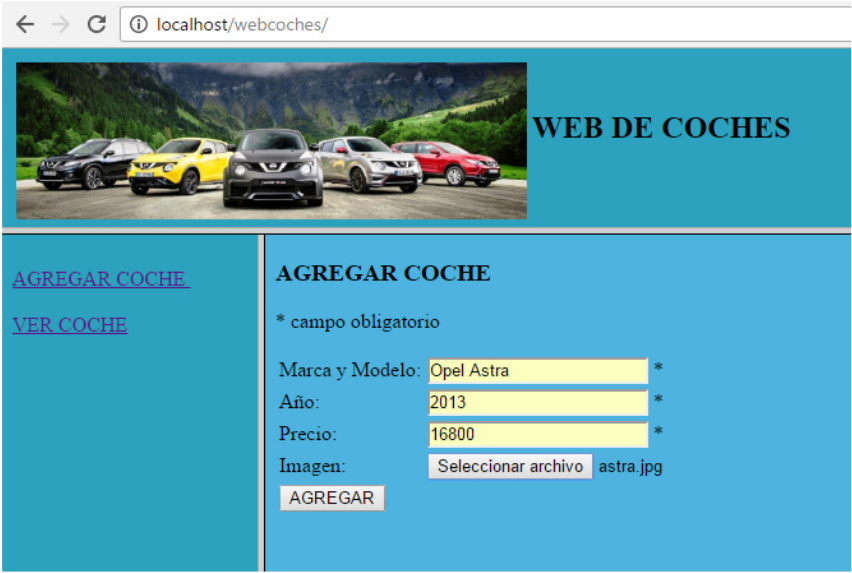 localhost/webcoches/
WEB DE COCHES
AGREGAR COCHE
VER COCHE
AGREGAR COCHE
* campo obligatorio
Marca y Modelo: Opel Astra *
Año: 2013 *
Precio: 16800 *
Imagen: Seleccionar archivo astra.jpg
AGREGAR